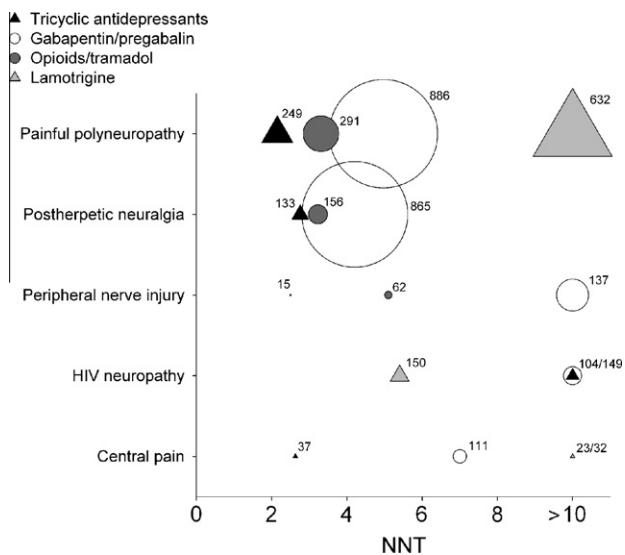 Tricyclic antidepressants
Gabapentin/pregabalin
Opioids/tramadol
Lamotrigine
886
249
291
632
Painful polyneuropathy
133
156
865
Postherpetic neuralgia
15
62
137
Peripheral nerve injury
150
104/149
HIV neuropathy
37
111
23/32
Central pain
0 2 4 6 8 >10
NNT